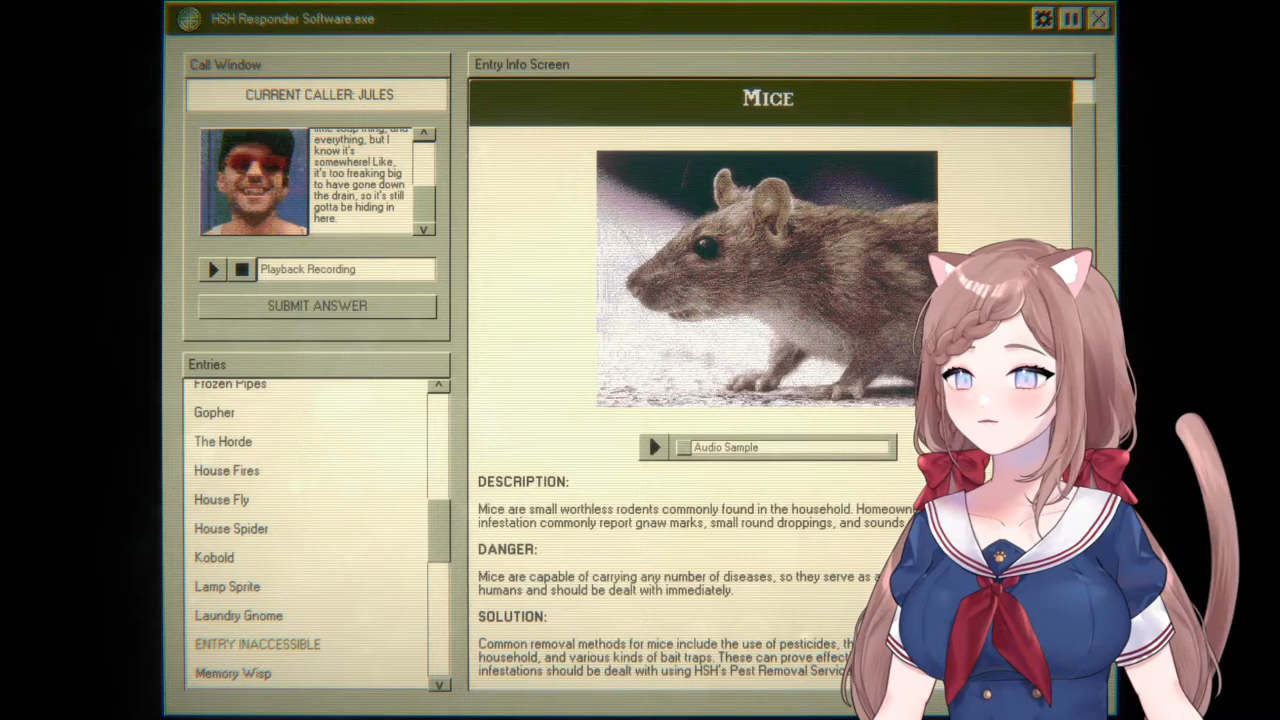 HSH Responder Software.exe
Call Window
CURRENT CALLER: JULES
little soup thing, and
everything, but I
know it's
somewhere! Like,
it's too freaking big
to have gone down
the drain, so it's still
gotta be hiding in
here.
Playback Recording
SUBMIT ANSWER
Entries
Frozen Pipes
Gopher
The Horde
House Fires
House Fly
House Spider
Kobold
Lamp Sprite
Laundry Gnome
ENTRY INACCESSIBLE
Memory Wisp
Entry Info Screen
Mice
Audio Sample
DESCRIPTION:
Mice are small worthless rodents commonly found in the household.
infestation commonly report gnaw marks, small round droppings, and sounds
DANGER:
Mice are capable of carrying any number of diseases, so they serve as a
humans and should be dealt with immediately.
SOLUTION:
Common removal methods for mice include the use of pesticides,
household, and various kinds of bait traps. These can prove
infestations should be dealt with using HSH's Pest Removal